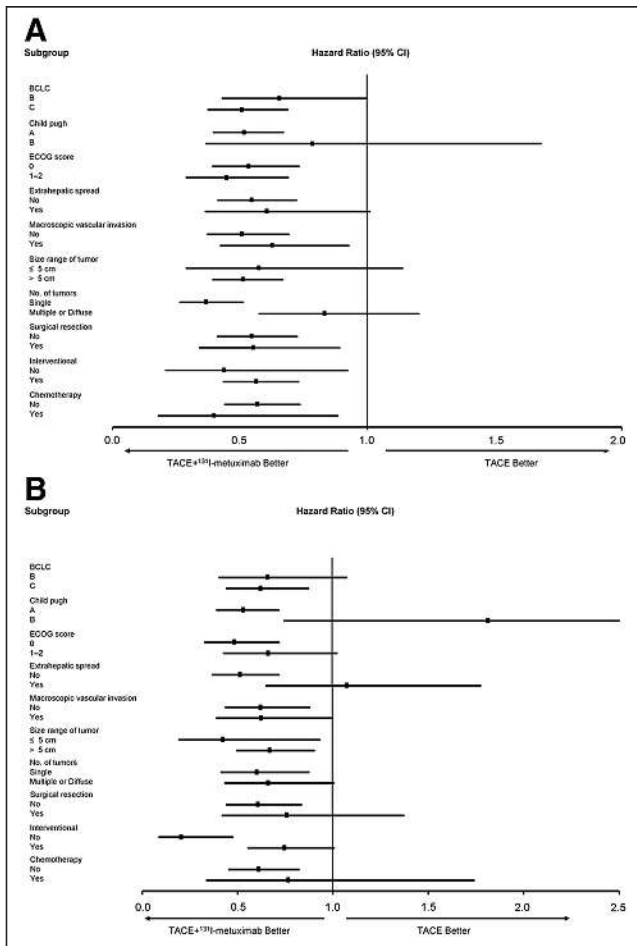 A
Subgroup Hazard Ratio (95% CI)
BCLC
B
C
Child pugh
A
B
ECOG score
0
1–2
Extrahepatic spread
No
Yes
Macroscopic vascular invasion
No
Yes
Size range of tumor
≤ 5 cm
> 5 cm
No. of tumors
Single
Multiple or Diffuse
Surgical resection
No
Yes
Interventional
No
Yes
Chemotherapy
No
Yes
0.0 0.5 1.0 1.5 2.0
TACE+¹³¹I-metuximab Better TACE Better
B
Subgroup Hazard Ratio (95% CI)
BCLC
B
C
Child pugh
A
B
ECOG score
0
1–2
Extrahepatic spread
No
Yes
Macroscopic vascular invasion
No
Yes
Size range of tumor
≤ 5 cm
> 5 cm
No. of tumors
Single
Multiple or Diffuse
Surgical resection
No
Yes
Interventional
No
Yes
Chemotherapy
No
Yes
0.0 0.5 1.0 1.5 2.0 2.5
TACE+¹³¹I-metuximab Better TACE Better